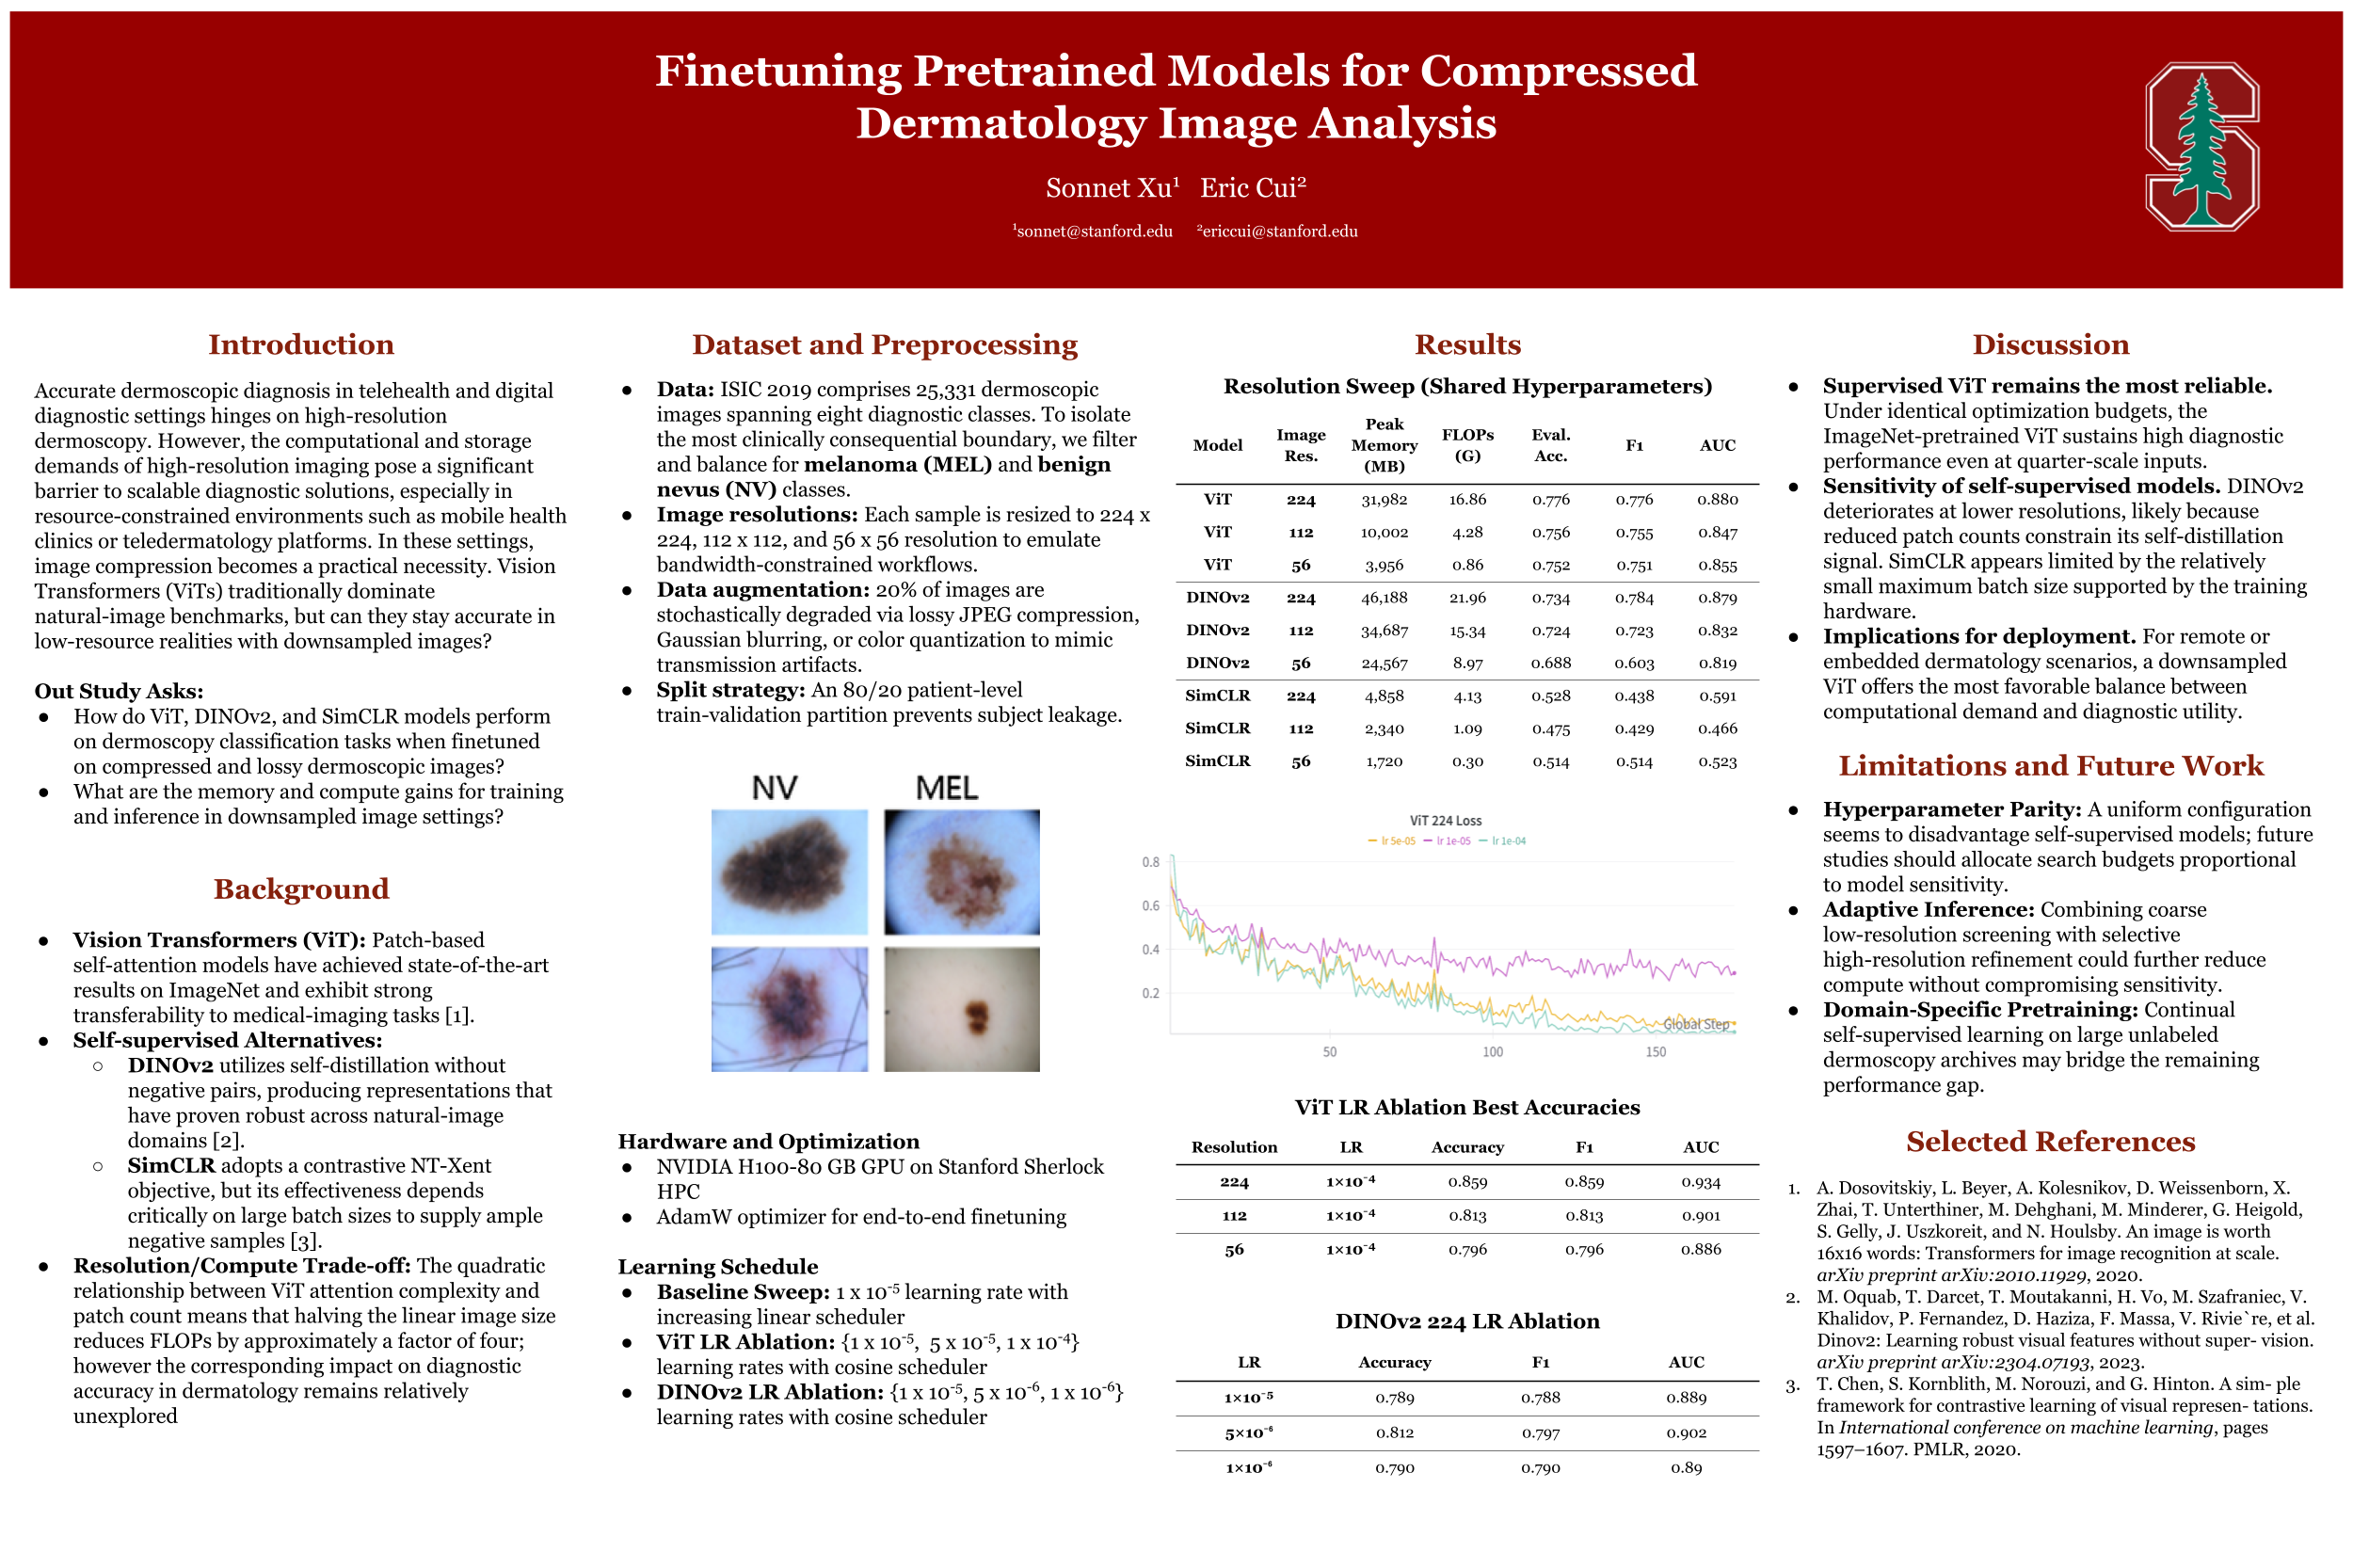 Finetuning Pretrained Models for Compressed
Dermatology Image Analysis
Sonnet Xu¹ Eric Cui²
¹sonnet@stanford.edu ²ericcui@stanford.edu
Introduction
Accurate dermoscopic diagnosis in telehealth and digital
diagnostic settings hinges on high-resolution
dermoscopy. However, the computational and storage
demands of high-resolution imaging pose a significant
barrier to scalable diagnostic solutions, especially in
resource-constrained environments such as mobile health
clinics or teledermatology platforms. In these settings,
image compression becomes a practical necessity. Vision
Transformers (ViTs) traditionally dominate
natural-image benchmarks, but can they stay accurate in
low-resource realities with downsampled images?
Out Study Asks:
● How do ViT, DINOv2, and SimCLR models perform
on dermoscopy classification tasks when finetuned
on compressed and lossy dermoscopic images?
● What are the memory and compute gains for training
and inference in downsampled image settings?
Background
● Vision Transformers (ViT): Patch-based
self-attention models have achieved state-of-the-art
results on ImageNet and exhibit strong
transferability to medical-imaging tasks [1].
● Self-supervised Alternatives:
○ DINOv2 utilizes self-distillation without
negative pairs, producing representations that
have proven robust across natural-image
domains [2].
○ SimCLR adopts a contrastive NT-Xent
objective, but its effectiveness depends
critically on large batch sizes to supply ample
negative samples [3].
● Resolution/Compute Trade-off: The quadratic
relationship between ViT attention complexity and
patch count means that halving the linear image size
reduces FLOPs by approximately a factor of four;
however the corresponding impact on diagnostic
accuracy in dermatology remains relatively
unexplored
Dataset and Preprocessing
● Data: ISIC 2019 comprises 25,331 dermoscopic
images spanning eight diagnostic classes. To isolate
the most clinically consequential boundary, we filter
and balance for melanoma (MEL) and benign
nevus (NV) classes.
● Image resolutions: Each sample is resized to 224 x
224, 112 x 112, and 56 x 56 resolution to emulate
bandwidth-constrained workflows.
● Data augmentation: 20% of images are
stochastically degraded via lossy JPEG compression,
Gaussian blurring, or color quantization to mimic
transmission artifacts.
● Split strategy: An 80/20 patient-level
train-validation partition prevents subject leakage.
NV MEL
Hardware and Optimization
● NVIDIA H100-80 GB GPU on Stanford Sherlock
HPC
● AdamW optimizer for end-to-end finetuning
Learning Schedule
● Baseline Sweep: 1 x 10⁻⁵ learning rate with
increasing linear scheduler
● ViT LR Ablation: {1 x 10⁻⁵, 5 x 10⁻⁵, 1 x 10⁻⁴}
learning rates with cosine scheduler
● DINOv2 LR Ablation: {1 x 10⁻⁵, 5 x 10⁻⁶, 1 x 10⁻⁶}
learning rates with cosine scheduler
Results
Resolution Sweep (Shared Hyperparameters)
Model Image Res. Peak Memory (MB) FLOPs (G) Eval. Acc. F1 AUC
ViT 224 31,982 16.86 0.776 0.776 0.880
ViT 112 10,002 4.28 0.756 0.755 0.847
ViT 56 3,956 0.86 0.752 0.751 0.855
DINOv2 224 46,188 21.96 0.734 0.784 0.879
DINOv2 112 34,687 15.34 0.724 0.723 0.832
DINOv2 56 24,567 8.97 0.688 0.603 0.819
SimCLR 224 4,858 4.13 0.528 0.438 0.591
SimCLR 112 2,340 1.09 0.475 0.429 0.466
SimCLR 56 1,720 0.30 0.514 0.514 0.523
ViT 224 Loss
lr 5e-05 lr 1e-05 lr 1e-04
0.8
0.6
0.4
0.2
Global Step
50 100 150
ViT LR Ablation Best Accuracies
Resolution LR Accuracy F1 AUC
224 1×10⁻⁴ 0.859 0.859 0.934
112 1×10⁻⁴ 0.813 0.813 0.901
56 1×10⁻⁴ 0.796 0.796 0.886
DINOv2 224 LR Ablation
LR Accuracy F1 AUC
1×10⁻⁵ 0.789 0.788 0.889
5×10⁻⁶ 0.812 0.797 0.902
1×10⁻⁶ 0.790 0.790 0.89
Discussion
● Supervised ViT remains the most reliable.
Under identical optimization budgets, the
ImageNet-pretrained ViT sustains high diagnostic
performance even at quarter-scale inputs.
● Sensitivity of self-supervised models. DINOv2
deteriorates at lower resolutions, likely because
reduced patch counts constrain its self-distillation
signal. SimCLR appears limited by the relatively
small maximum batch size supported by the training
hardware.
● Implications for deployment. For remote or
embedded dermatology scenarios, a downsampled
ViT offers the most favorable balance between
computational demand and diagnostic utility.
Limitations and Future Work
● Hyperparameter Parity: A uniform configuration
seems to disadvantage self-supervised models; future
studies should allocate search budgets proportional
to model sensitivity.
● Adaptive Inference: Combining coarse
low-resolution screening with selective
high-resolution refinement could further reduce
compute without compromising sensitivity.
● Domain-Specific Pretraining: Continual
self-supervised learning on large unlabeled
dermoscopy archives may bridge the remaining
performance gap.
Selected References
1. A. Dosovitskiy, L. Beyer, A. Kolesnikov, D. Weissenborn, X.
Zhai, T. Unterthiner, M. Dehghani, M. Minderer, G. Heigold,
S. Gelly, J. Uszkoreit, and N. Houlsby. An image is worth
16x16 words: Transformers for image recognition at scale.
arXiv preprint arXiv:2010.11929, 2020.
2. M. Oquab, T. Darcet, T. Moutakanni, H. Vo, M. Szafraniec, V.
Khalidov, P. Fernandez, D. Haziza, F. Massa, V. Rivie`re, et al.
Dinov2: Learning robust visual features without super- vision.
arXiv preprint arXiv:2304.07193, 2023.
3. T. Chen, S. Kornblith, M. Norouzi, and G. Hinton. A sim- ple
framework for contrastive learning of visual represen- tations.
In International conference on machine learning, pages
1597–1607. PMLR, 2020.